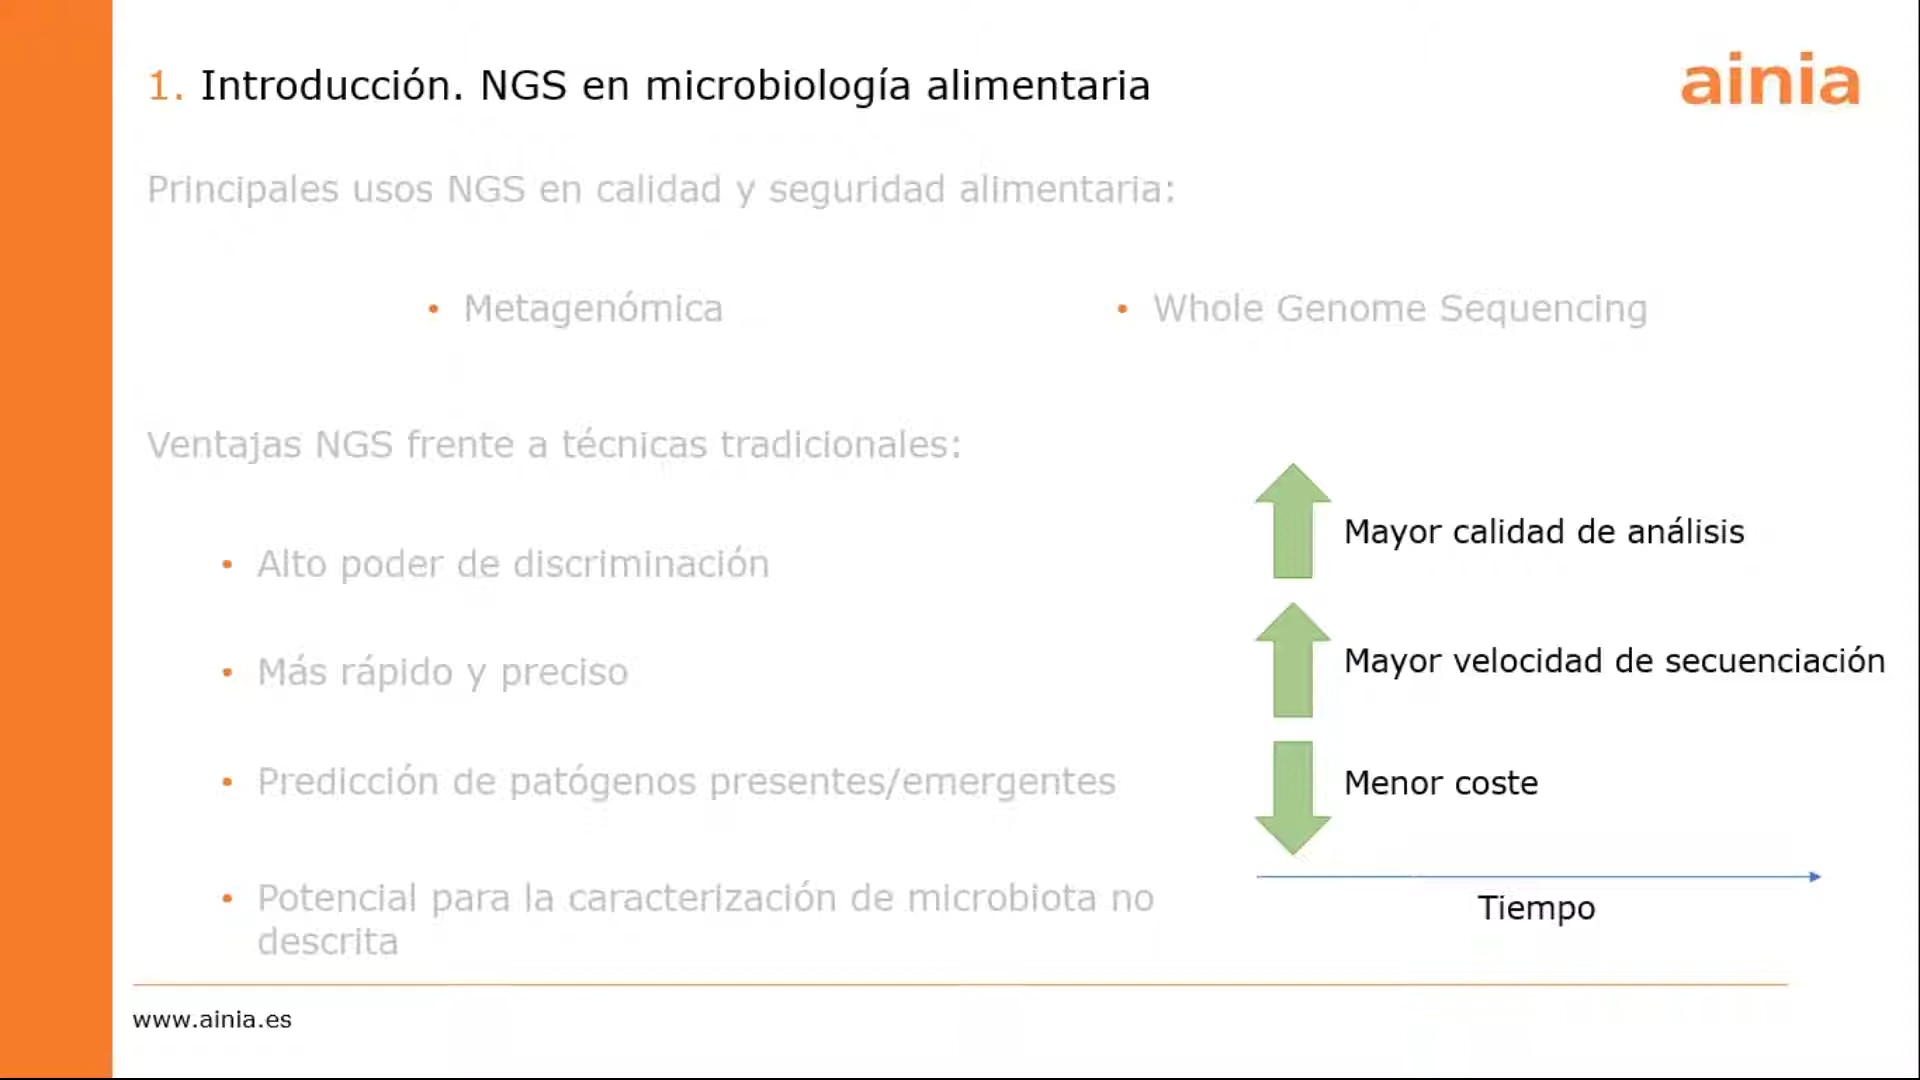 1. Introducción. NGS en microbiología alimentaria
ainia
Principales usos NGS en calidad y seguridad alimentaria:
• Metagenómica
• Whole Genome Sequencing
Ventajas NGS frente a técnicas tradicionales:
• Alto poder de discriminación
• Más rápido y preciso
• Predicción de patógenos presentes/emergentes
• Potencial para la caracterización de microbiota no
descrita
Mayor calidad de análisis
Mayor velocidad de secuenciación
Menor coste
Tiempo
www.ainia.es